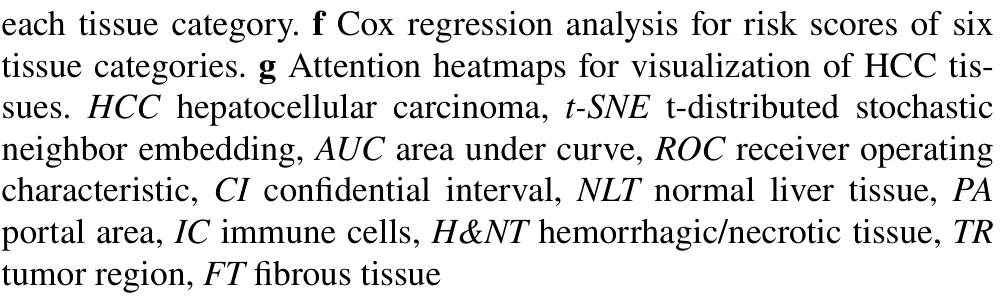 each tissue category. f Cox regression analysis for risk scores of six
tissue categories. g Attention heatmaps for visualization of HCC tis-
sues. HCC hepatocellular carcinoma, t-SNE t-distributed stochastic
neighbor embedding, AUC area under curve, ROC receiver operating
characteristic, CI confidential interval, NLT normal liver tissue, PA
portal area, IC immune cells, H&NT hemorrhagic/necrotic tissue, TR
tumor region, FT fibrous tissue